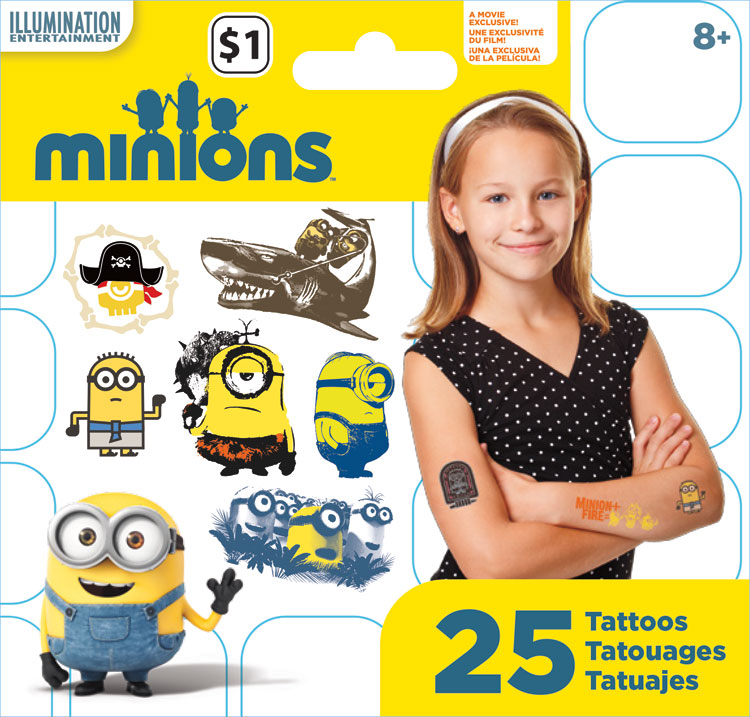 ILLUMINATION
ENTERTAINMENT
$1
A MOVIE
EXCLUSIVE!
UNE EXCLUSIVITÉ
DU FILM!
¡UNA EXCLUSIVA
DE LA PELÍCULA!
8+
minions
TM
MINION+
FIRE=
25
Tattoos
Tatouages
Tatuajes